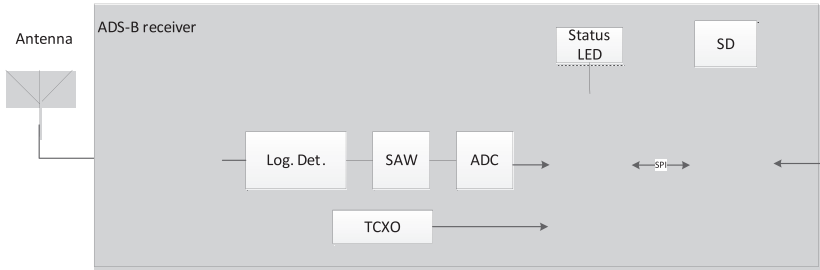 ADS-B receiver
Antenna
Status
LED
SD
Log. Det.
SAW
ADC
SPI
TCXO